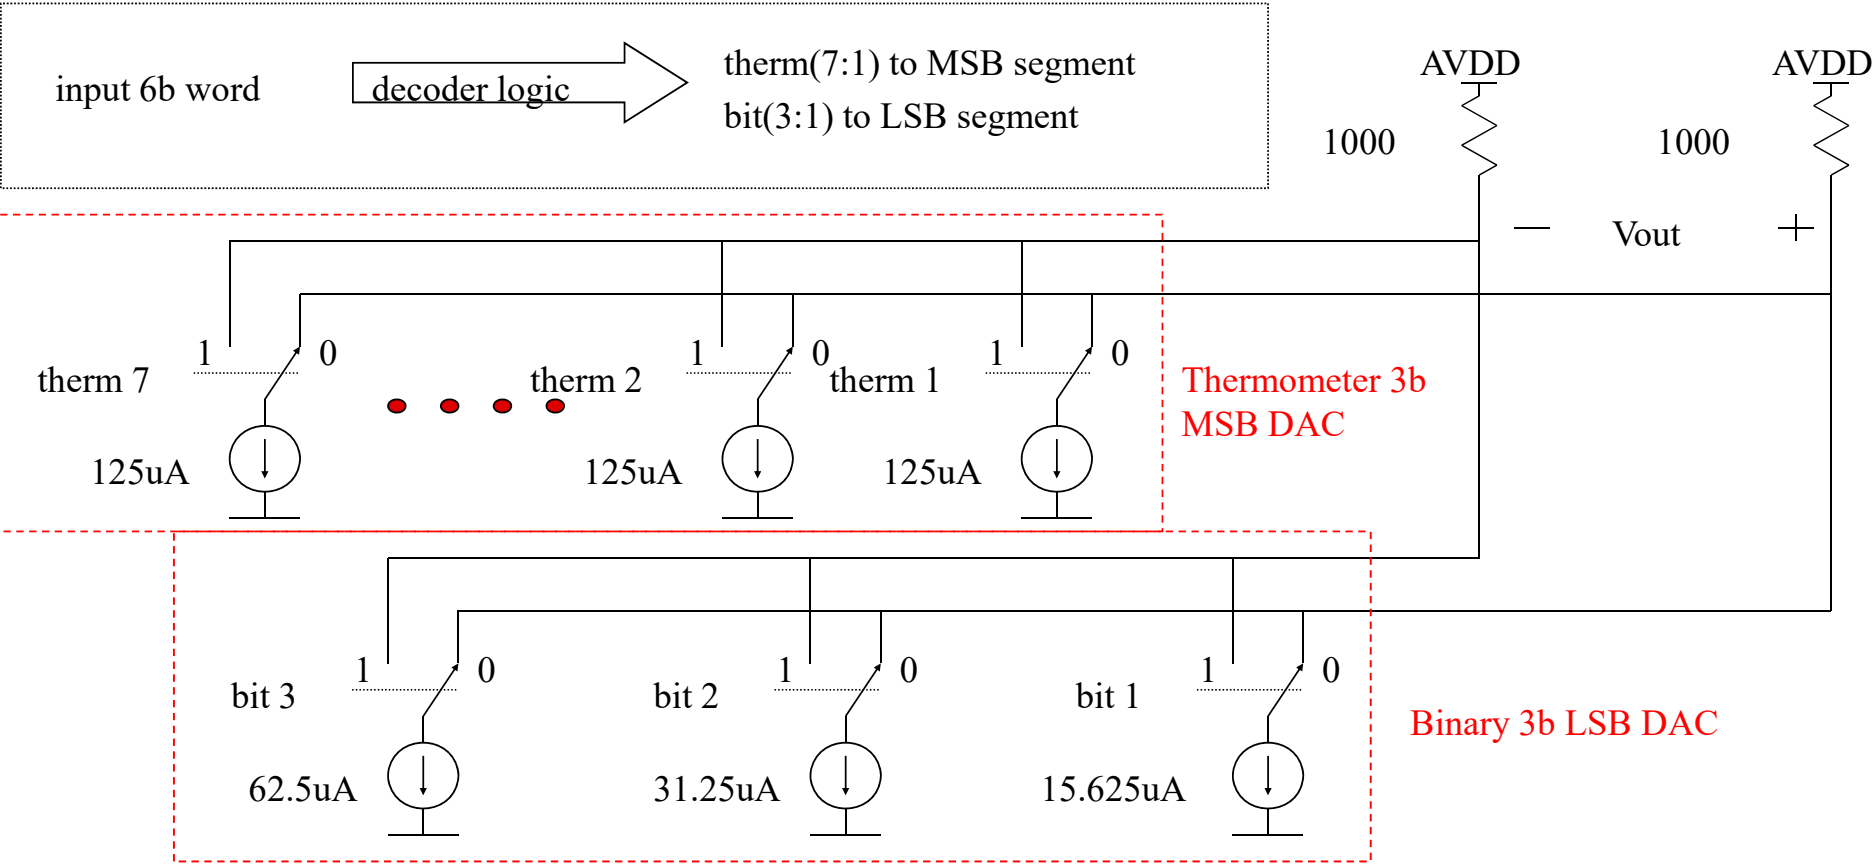 therm(7:1) to MSB segment
input 6b word
decoder logic
bit(3:1) to LSB segment
AVDD
AVDD
1000
1000
— Vout +
1
0
1
0
1
0
therm 7
therm 2
therm 1
Thermometer 3b
MSB DAC
125uA
125uA
125uA
1
0
1
0
1
0
bit 3
bit 2
bit 1
Binary 3b LSB DAC
62.5uA
31.25uA
15.625uA